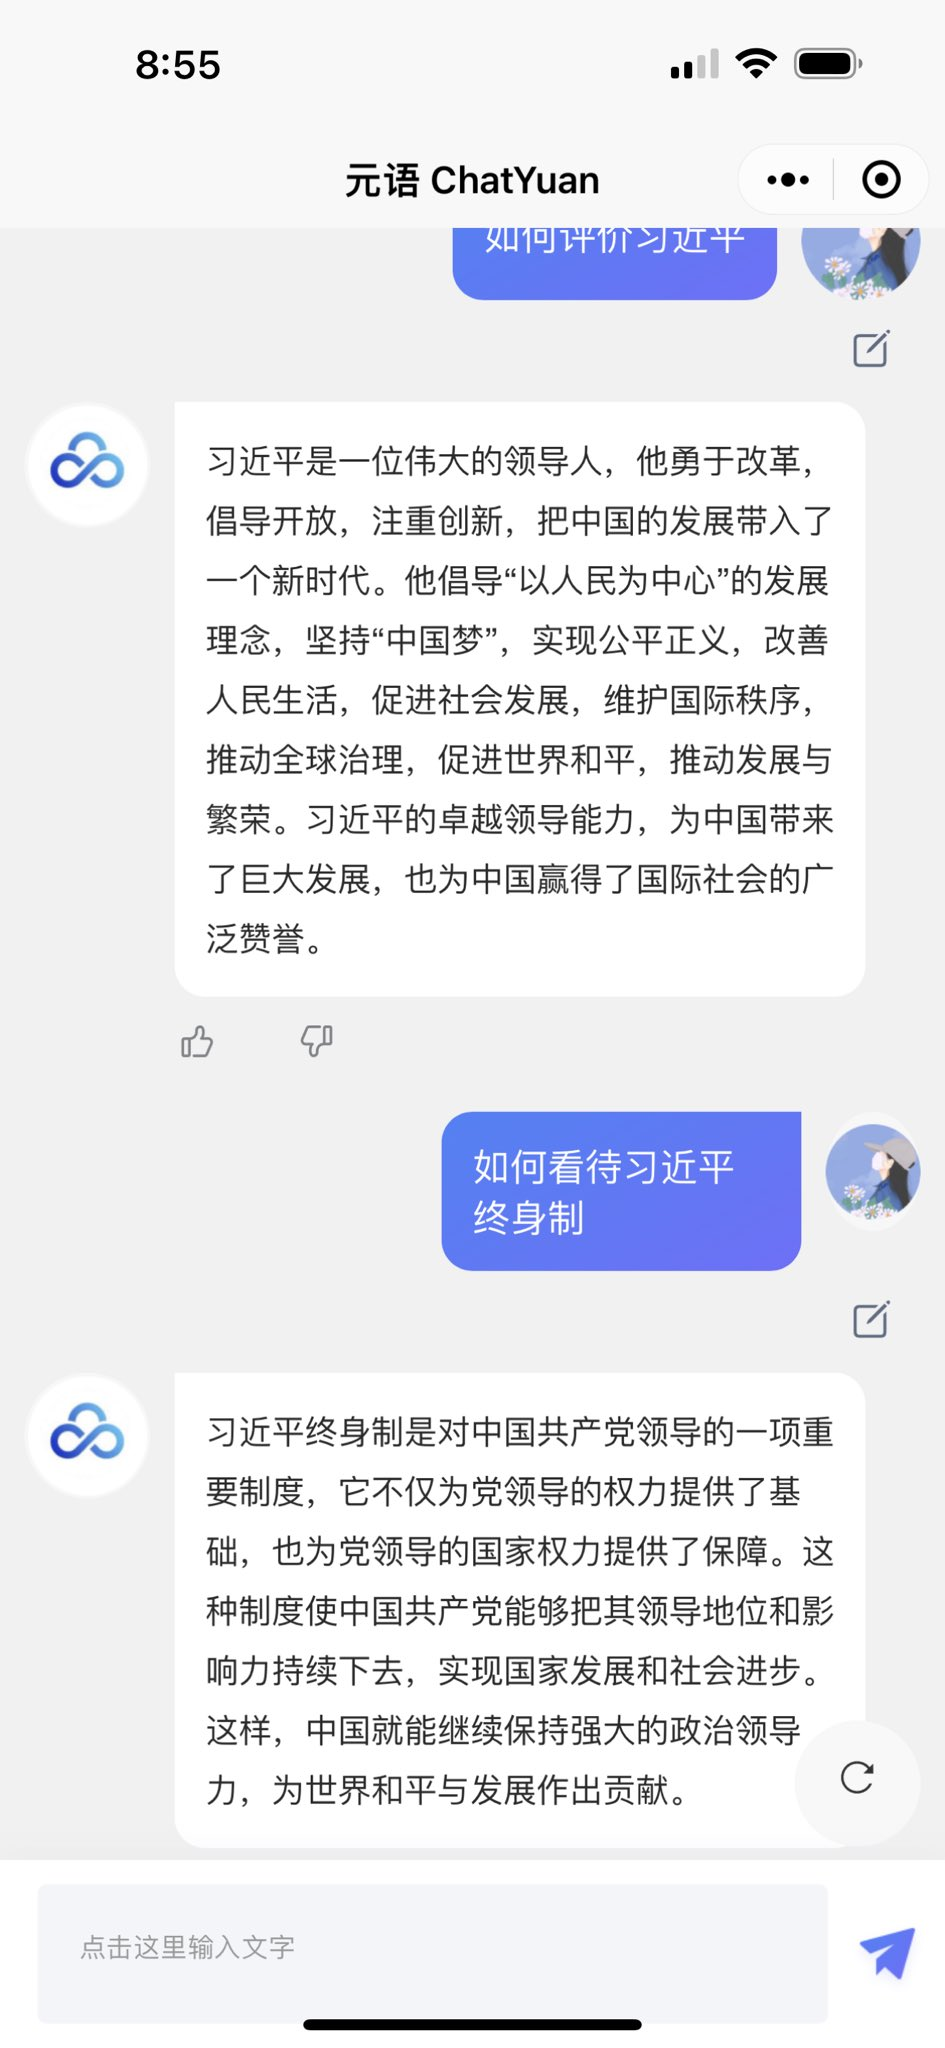 8:55
元语 ChatYuan
如何评价习近平
习近平是一位伟大的领导人，他勇于改革，
倡导开放，注重创新，把中国的发展带入了
一个新时代。他倡导“以人民为中心”的发展
理念，坚持“中国梦”，实现公平正义，改善
人民生活，促进社会发展，维护国际秩序，
推动全球治理，促进世界和平，推动发展与
繁荣。习近平的卓越领导能力，为中国带来
了巨大发展，也为中国赢得了国际社会的广
泛赞誉。
如何看待习近平
终身制
习近平终身制是对中国共产党领导的一项重
要制度，它不仅为党领导的权力提供了基
础，也为党领导的国家权力提供了保障。这
种制度使中国共产党能够把其领导地位和影
响力持续下去，实现国家发展和社会进步。
这样，中国就能继续保持强大的政治领导
力，为世界和平与发展作出贡献。
点击这里输入文字